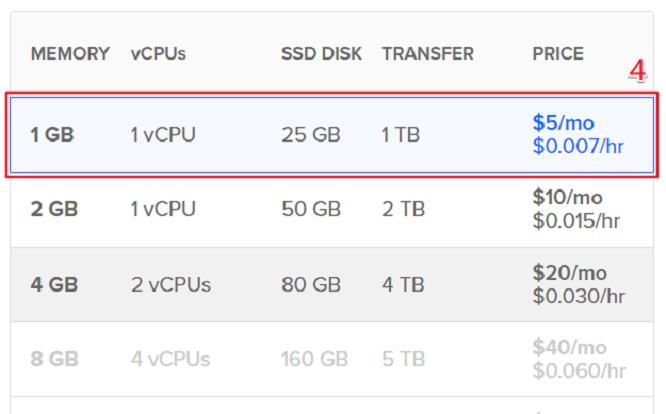 MEMORY vCPUs SSD DISK TRANSFER PRICE
4
1 GB 1 vCPU 25 GB 1 TB $5/mo
$0.007/hr
2 GB 1 vCPU 50 GB 2 TB $10/mo
$0.015/hr
4 GB 2 vCPUs 80 GB 4 TB $20/mo
$0.030/hr
8 GB 4 vCPUs 160 GB 5 TB $40/mo
$0.060/hr